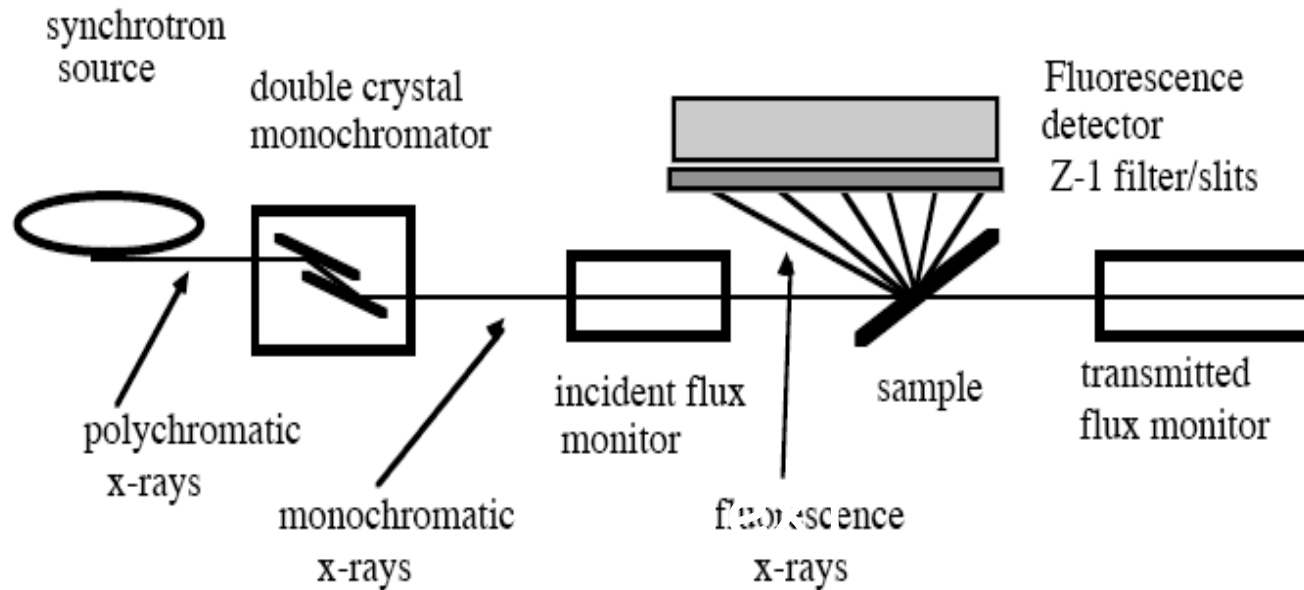 synchrotron
source
double crystal
monochromator
Fluorescence
detector
Z-1 filter/slits
polychromatic
x-rays
monochromatic
x-rays
incident flux
monitor
fluorescence
x-rays
sample
transmitted
flux monitor